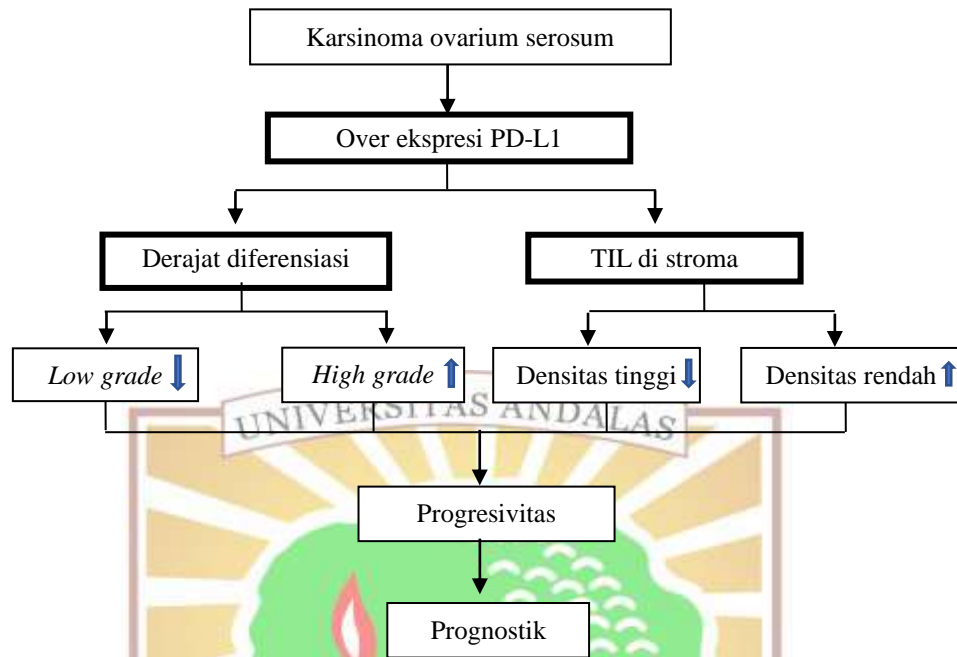 Karsinoma ovarium serosum
Over ekspresi PD-L1
Derajat diferensiasi
TIL di stroma
Low grade
High grade
Densitas tinggi
Densitas rendah
UNIVERSITAS ANDALAS
Progresivitas
Prognostik